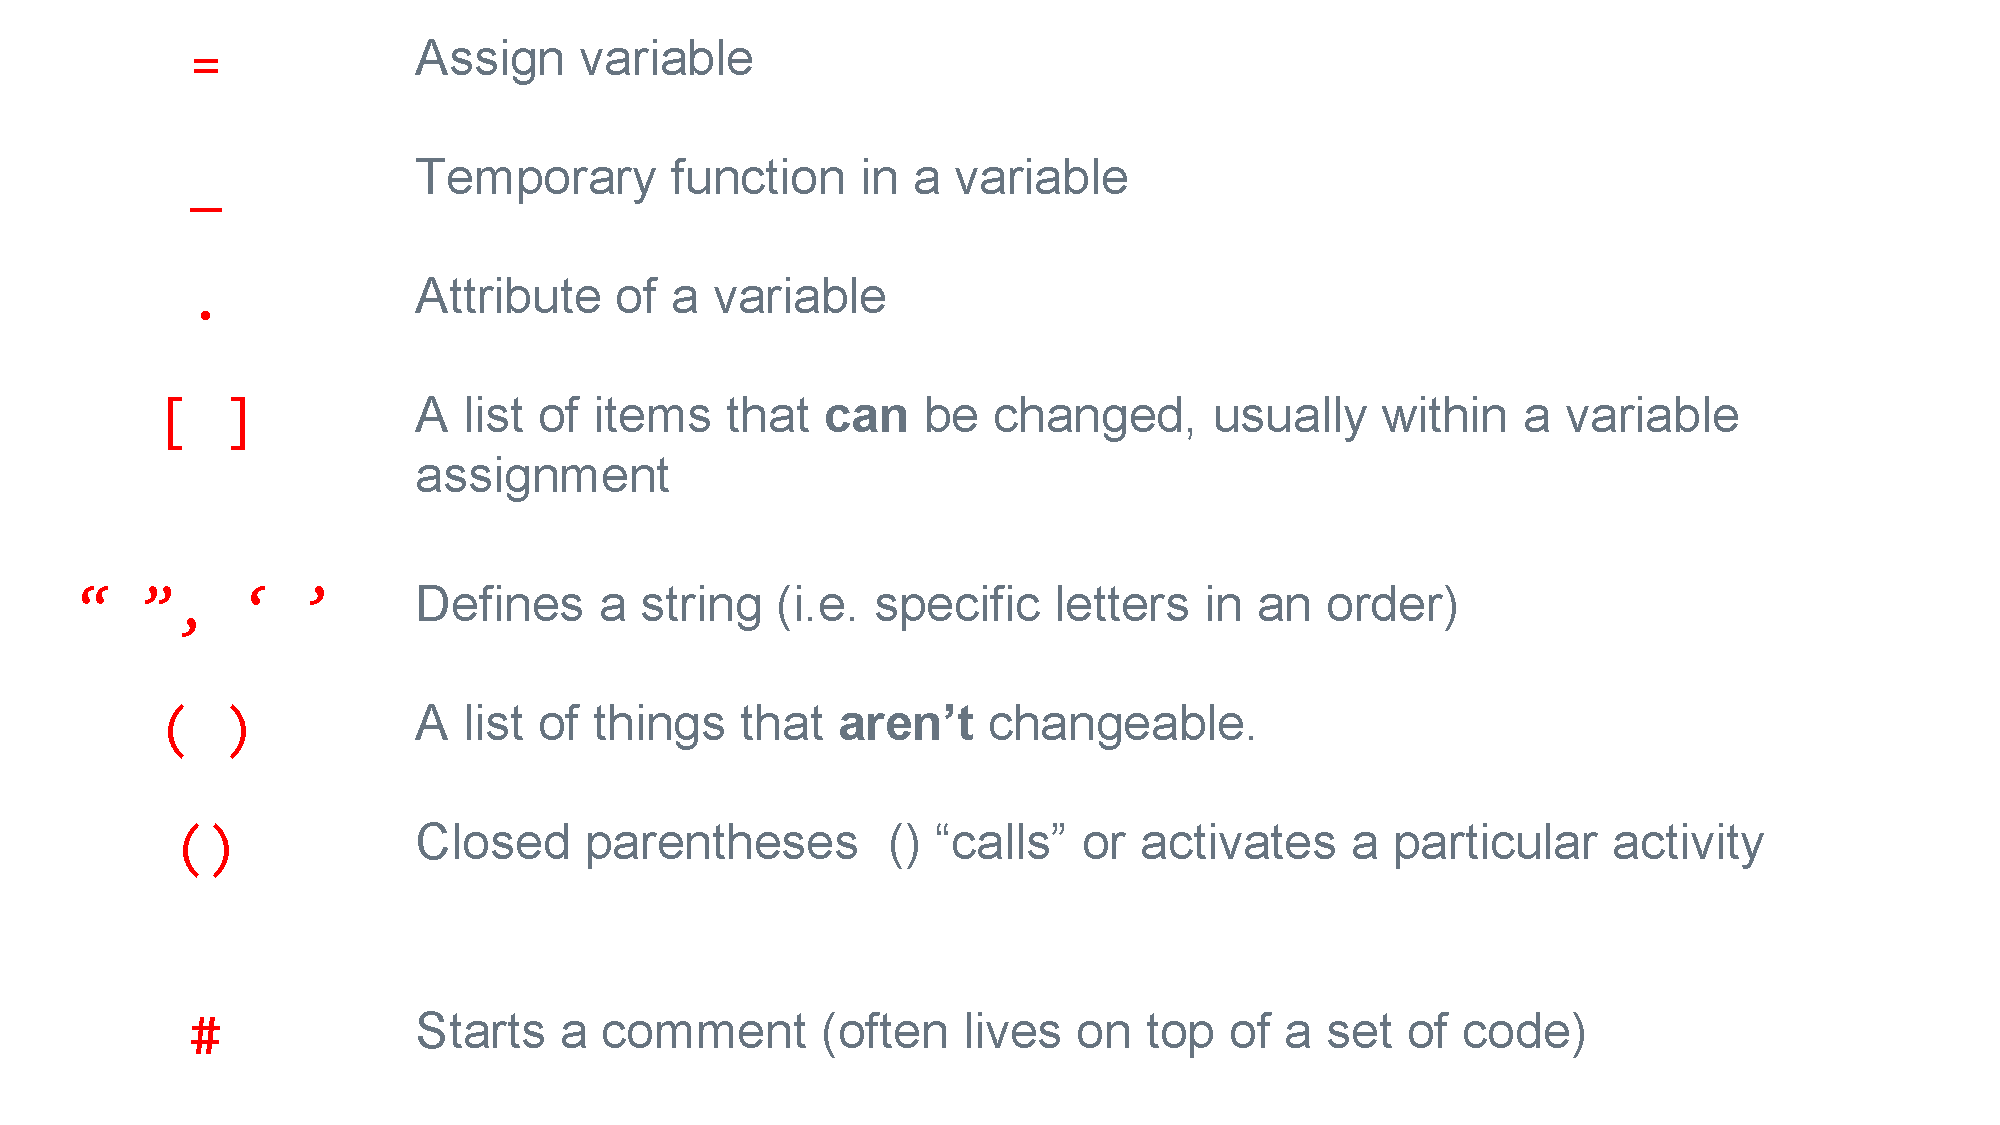 = Assign variable
_ Temporary function in a variable
. Attribute of a variable
[ ] A list of items that can be changed, usually within a variable
assignment
“ ”, ‘ ’ Defines a string (i.e. specific letters in an order)
( ) A list of things that aren’t changeable.
() Closed parentheses  () “calls” or activates a particular activity
# Starts a comment (often lives on top of a set of code)